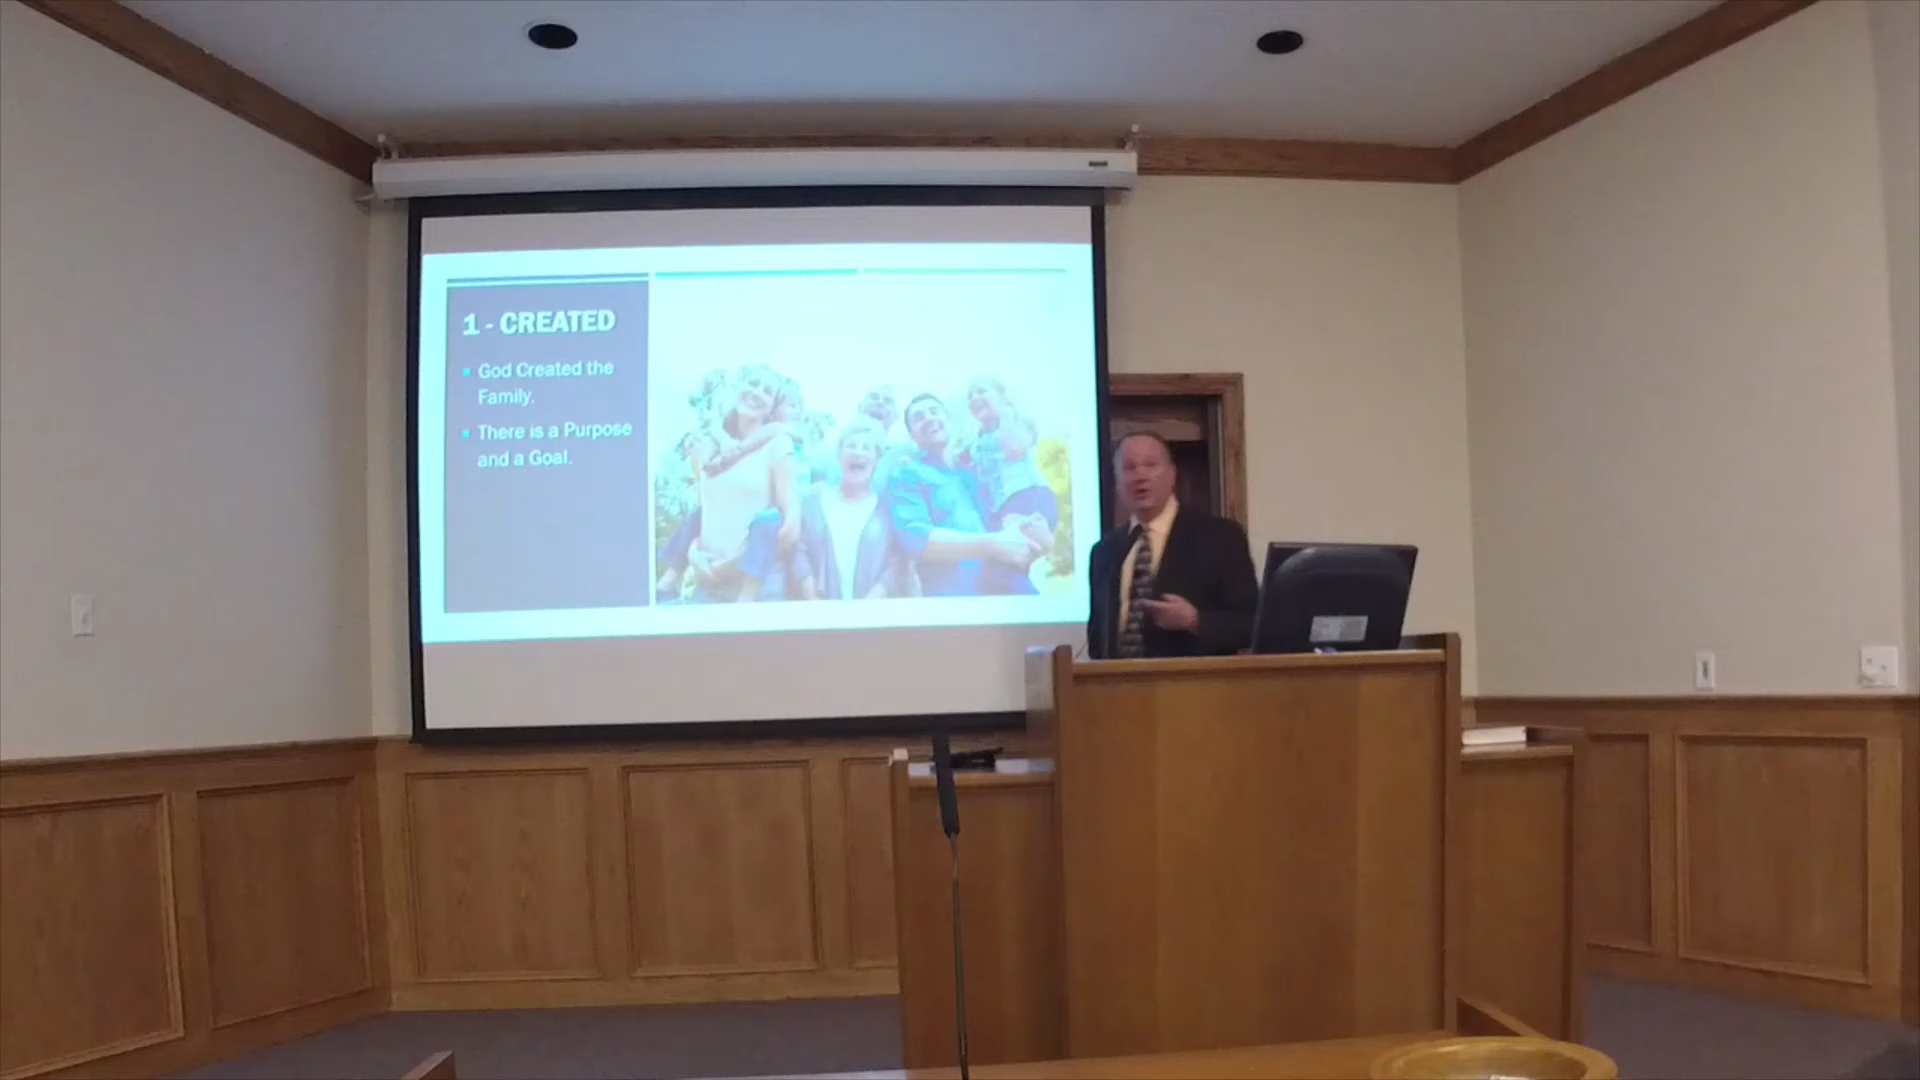 1 - CREATED
God Created the
Family.
There is a Purpose
and a Goal.